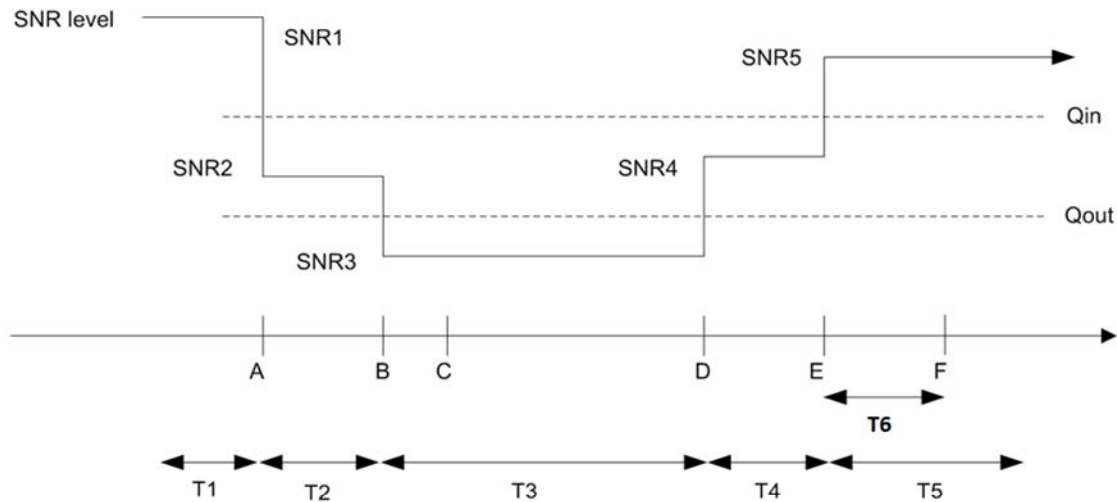 SNR level
SNR1
SNR5
Qin
SNR2
SNR4
Qout
SNR3
A B C D E F
T6
T1 T2 T3 T4 T5